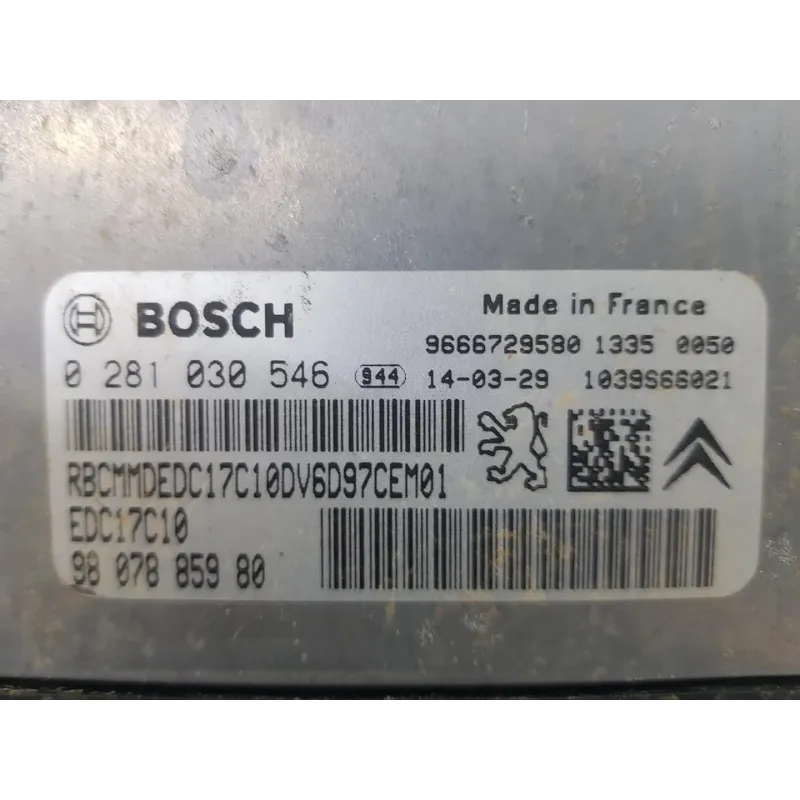 BOSCH
Made in France
9666729580 1335 0050
0 281 030 546 944 14-03-29 1039S66021
RBCMMDEDC17C10DV6D97CEM01
EDC17C10
98 078 859 80